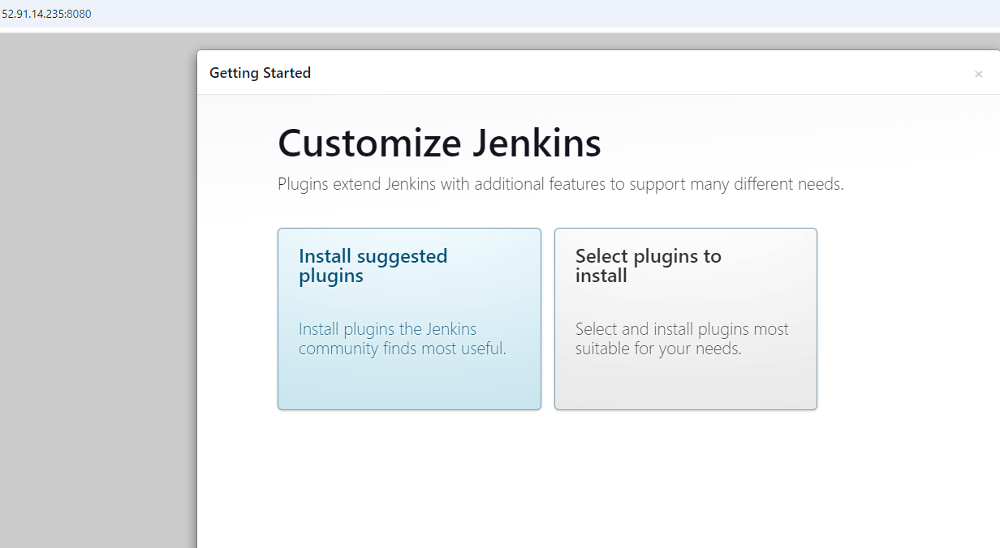 52.91.14.235:8080
Getting Started
×
Customize Jenkins
Plugins extend Jenkins with additional features to support many different needs.
Install suggested
plugins
Install plugins the Jenkins
community finds most useful.
Select plugins to
install
Select and install plugins most
suitable for your needs.